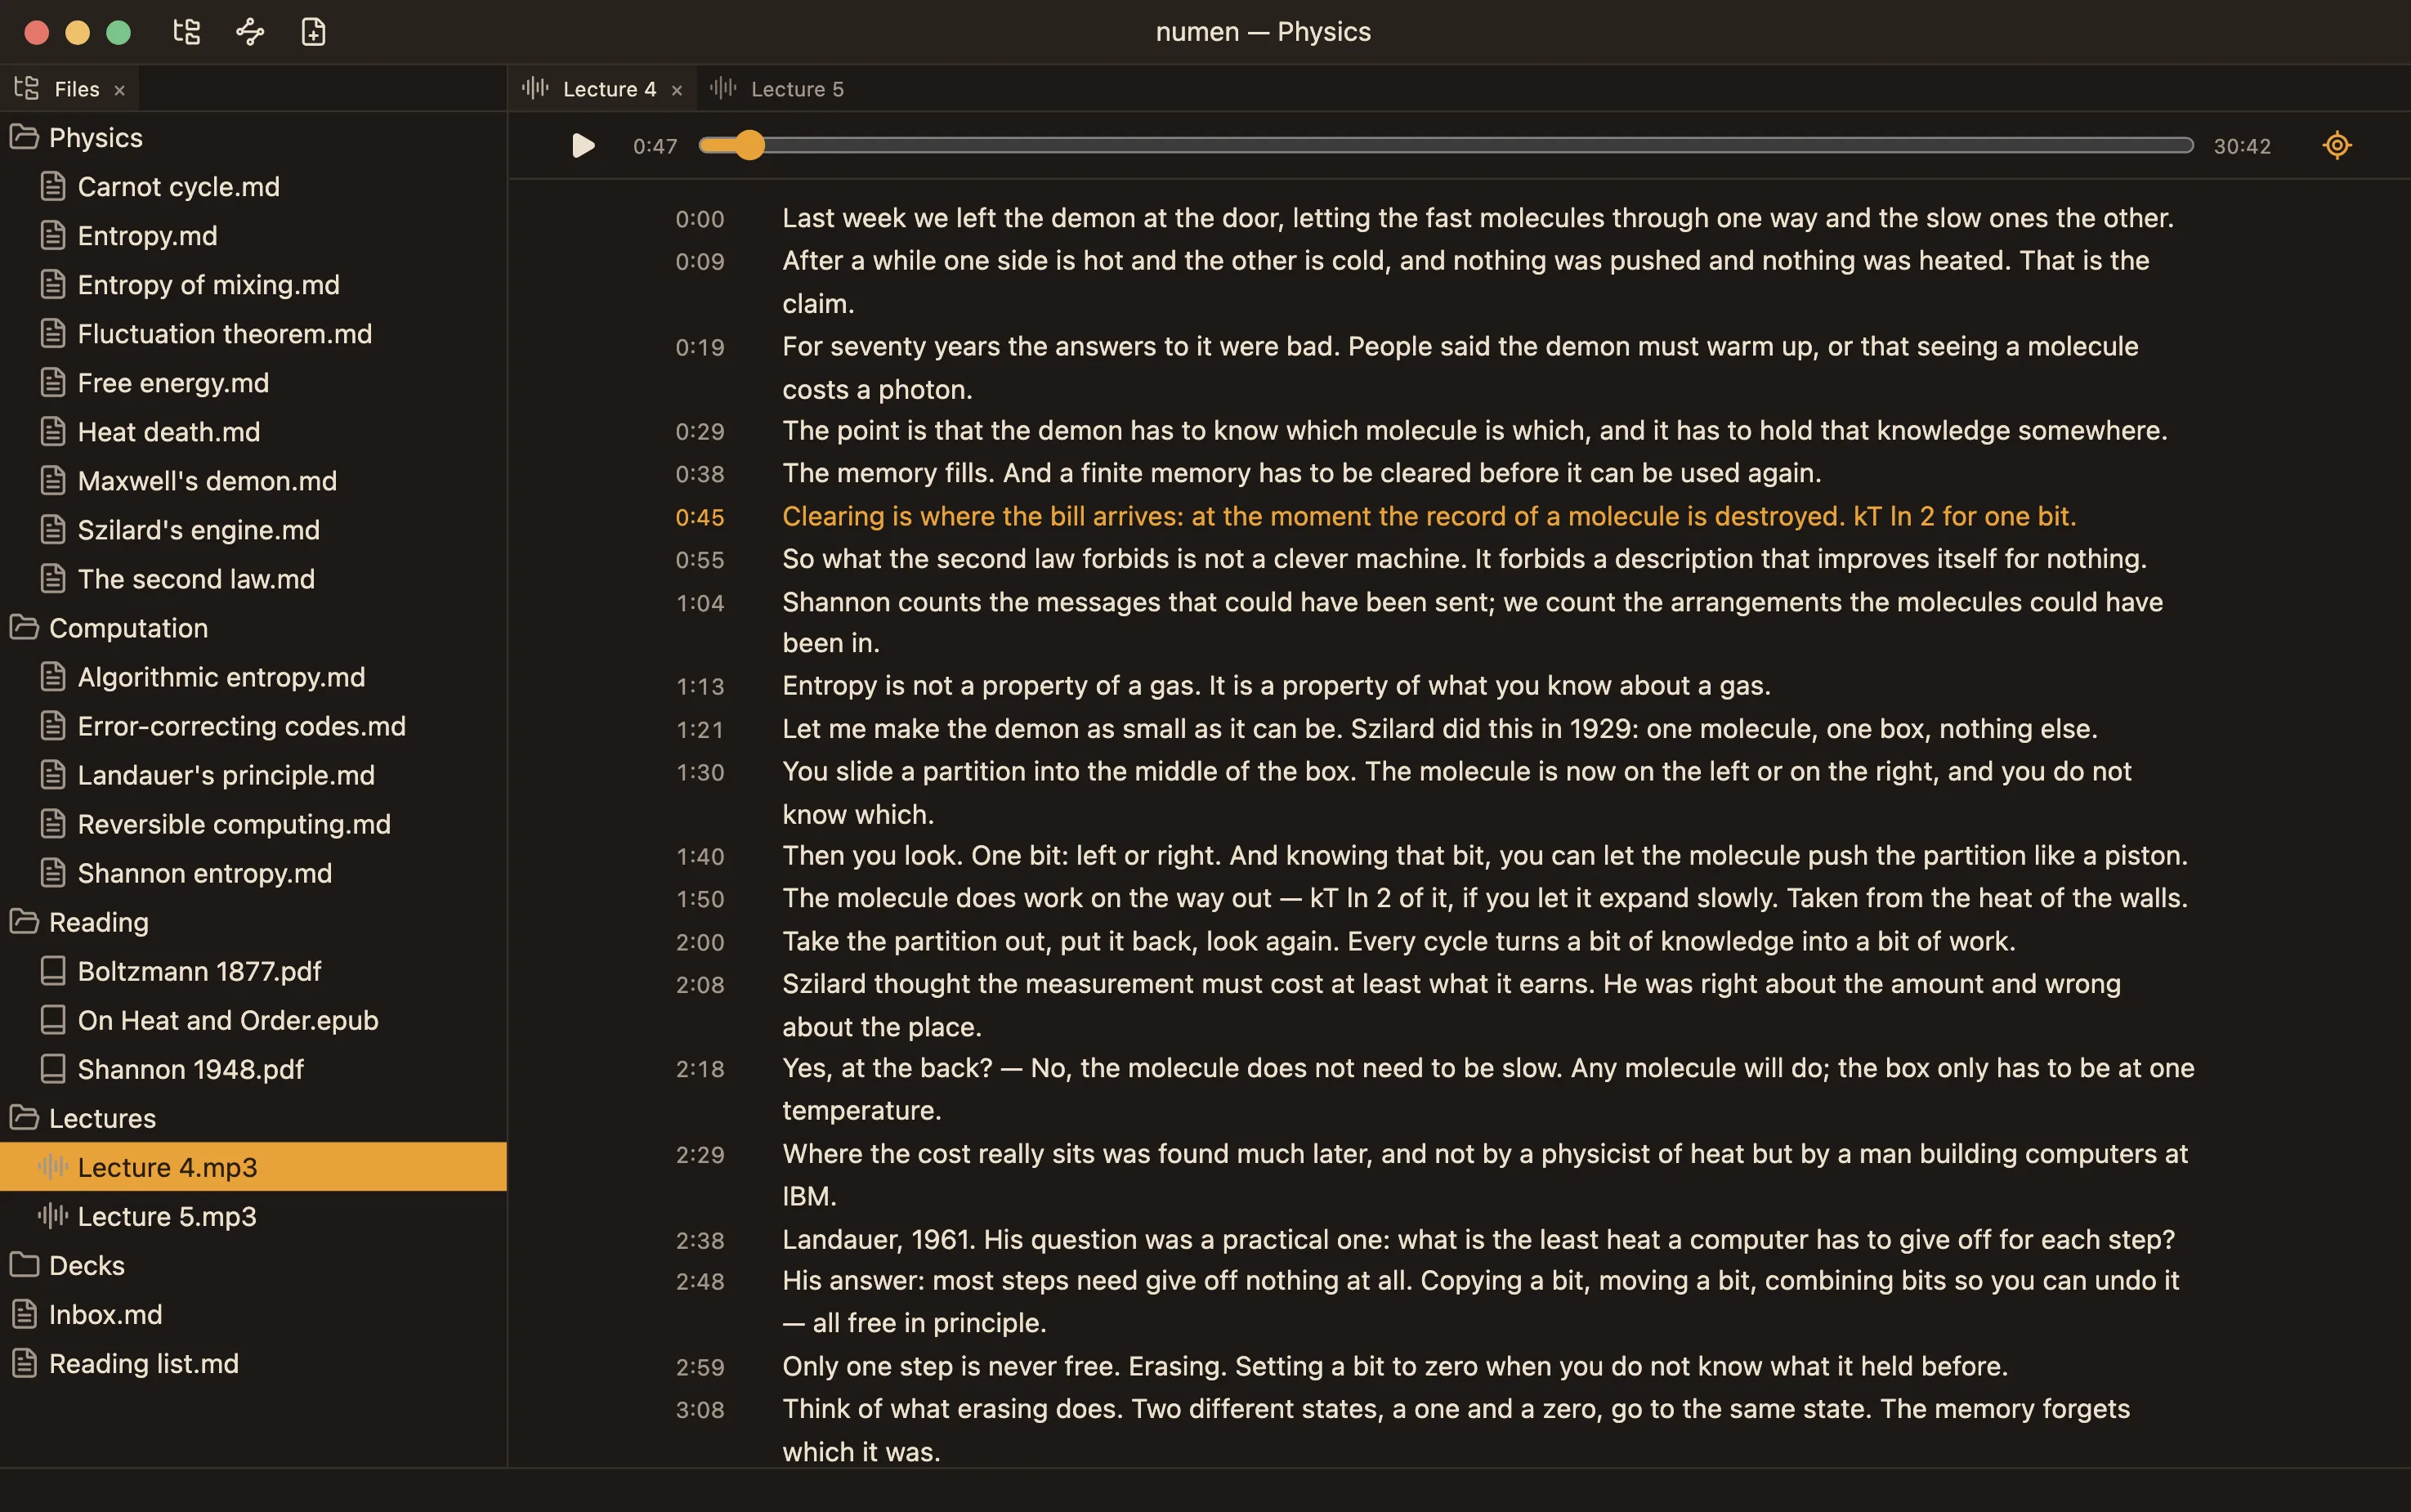 numen — Physics
Files ×
Physics
Carnot cycle.md
Entropy.md
Entropy of mixing.md
Fluctuation theorem.md
Free energy.md
Heat death.md
Maxwell's demon.md
Szilard's engine.md
The second law.md
Computation
Algorithmic entropy.md
Error-correcting codes.md
Landauer's principle.md
Reversible computing.md
Shannon entropy.md
Reading
Boltzmann 1877.pdf
On Heat and Order.epub
Shannon 1948.pdf
Lectures
Lecture 4.mp3
Lecture 5.mp3
Decks
Inbox.md
Reading list.md
Lecture 4 × Lecture 5
0:47 30:42
0:00 Last week we left the demon at the door, letting the fast molecules through one way and the slow ones the other.
0:09 After a while one side is hot and the other is cold, and nothing was pushed and nothing was heated. That is the
claim.
0:19 For seventy years the answers to it were bad. People said the demon must warm up, or that seeing a molecule
costs a photon.
0:29 The point is that the demon has to know which molecule is which, and it has to hold that knowledge somewhere.
0:38 The memory fills. And a finite memory has to be cleared before it can be used again.
0:45 Clearing is where the bill arrives: at the moment the record of a molecule is destroyed. kT ln 2 for one bit.
0:55 So what the second law forbids is not a clever machine. It forbids a description that improves itself for nothing.
1:04 Shannon counts the messages that could have been sent; we count the arrangements the molecules could have
been in.
1:13 Entropy is not a property of a gas. It is a property of what you know about a gas.
1:21 Let me make the demon as small as it can be. Szilard did this in 1929: one molecule, one box, nothing else.
1:30 You slide a partition into the middle of the box. The molecule is now on the left or on the right, and you do not
know which.
1:40 Then you look. One bit: left or right. And knowing that bit, you can let the molecule push the partition like a piston.
1:50 The molecule does work on the way out — kT ln 2 of it, if you let it expand slowly. Taken from the heat of the walls.
2:00 Take the partition out, put it back, look again. Every cycle turns a bit of knowledge into a bit of work.
2:08 Szilard thought the measurement must cost at least what it earns. He was right about the amount and wrong
about the place.
2:18 Yes, at the back? — No, the molecule does not need to be slow. Any molecule will do; the box only has to be at one
temperature.
2:29 Where the cost really sits was found much later, and not by a physicist of heat but by a man building computers at
IBM.
2:38 Landauer, 1961. His question was a practical one: what is the least heat a computer has to give off for each step?
2:48 His answer: most steps need give off nothing at all. Copying a bit, moving a bit, combining bits so you can undo it
— all free in principle.
2:59 Only one step is never free. Erasing. Setting a bit to zero when you do not know what it held before.
3:08 Think of what erasing does. Two different states, a one and a zero, go to the same state. The memory forgets
which it was.